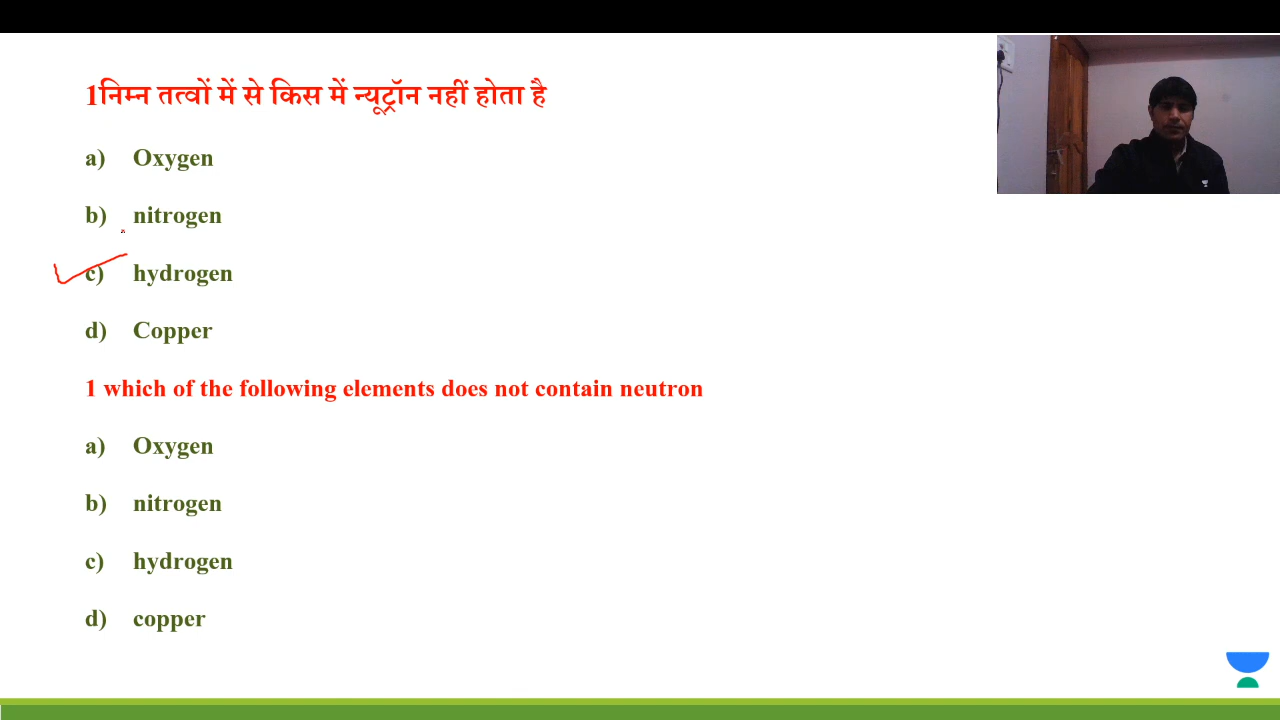 1निम्न तत्वों में से किस में न्यूट्रॉन नहीं होता है
a) Oxygen
b) nitrogen
c) hydrogen
d) Copper
1 which of the following elements does not contain neutron
a) Oxygen
b) nitrogen
c) hydrogen
d) copper